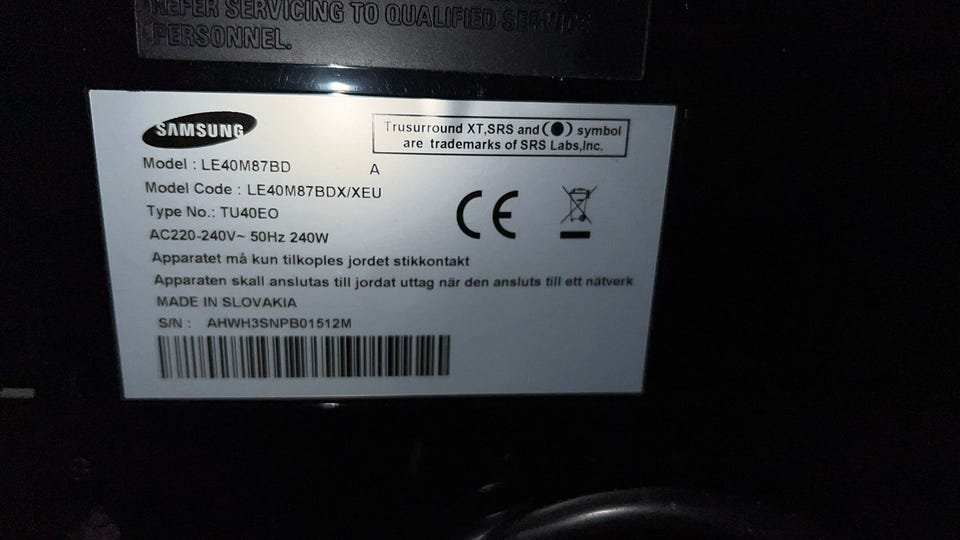 REFER SERVICING TO QUALIFIED SERVICE
PERSONNEL.
SAMSUNG
Trusurround XT,SRS and (●) symbol
are trademarks of SRS Labs,Inc.
Model : LE40M87BD A
Model Code : LE40M87BDX/XEU
Type No.: TU40EO
AC220-240V~ 50Hz 240W
CE
Apparatet må kun tilkoples jordet stikkontakt
Apparaten skall anslutas till jordat uttag när den ansluts till ett nätverk
MADE IN SLOVAKIA
S/N : AHWH3SNPB01512M